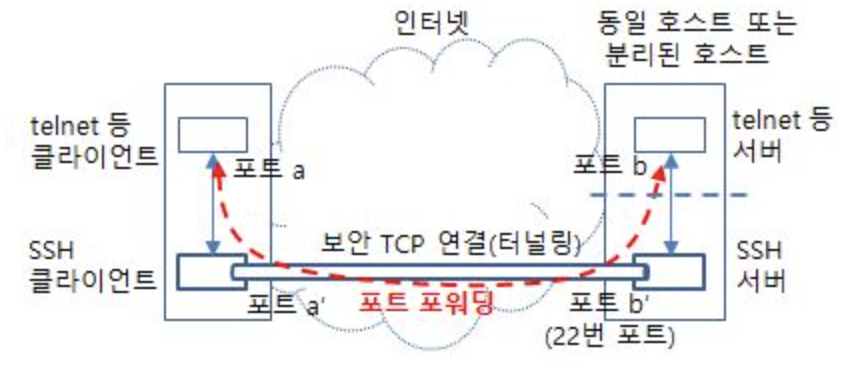 인터넷
동일 호스트 또는
분리된 호스트
telnet 등
클라이언트
포트 a
포트 b
telnet 등
서버
SSH
클라이언트
보안 TCP 연결(터널링)
SSH
서버
포트 a'
포트 포워딩
포트 b'
(22번 포트)